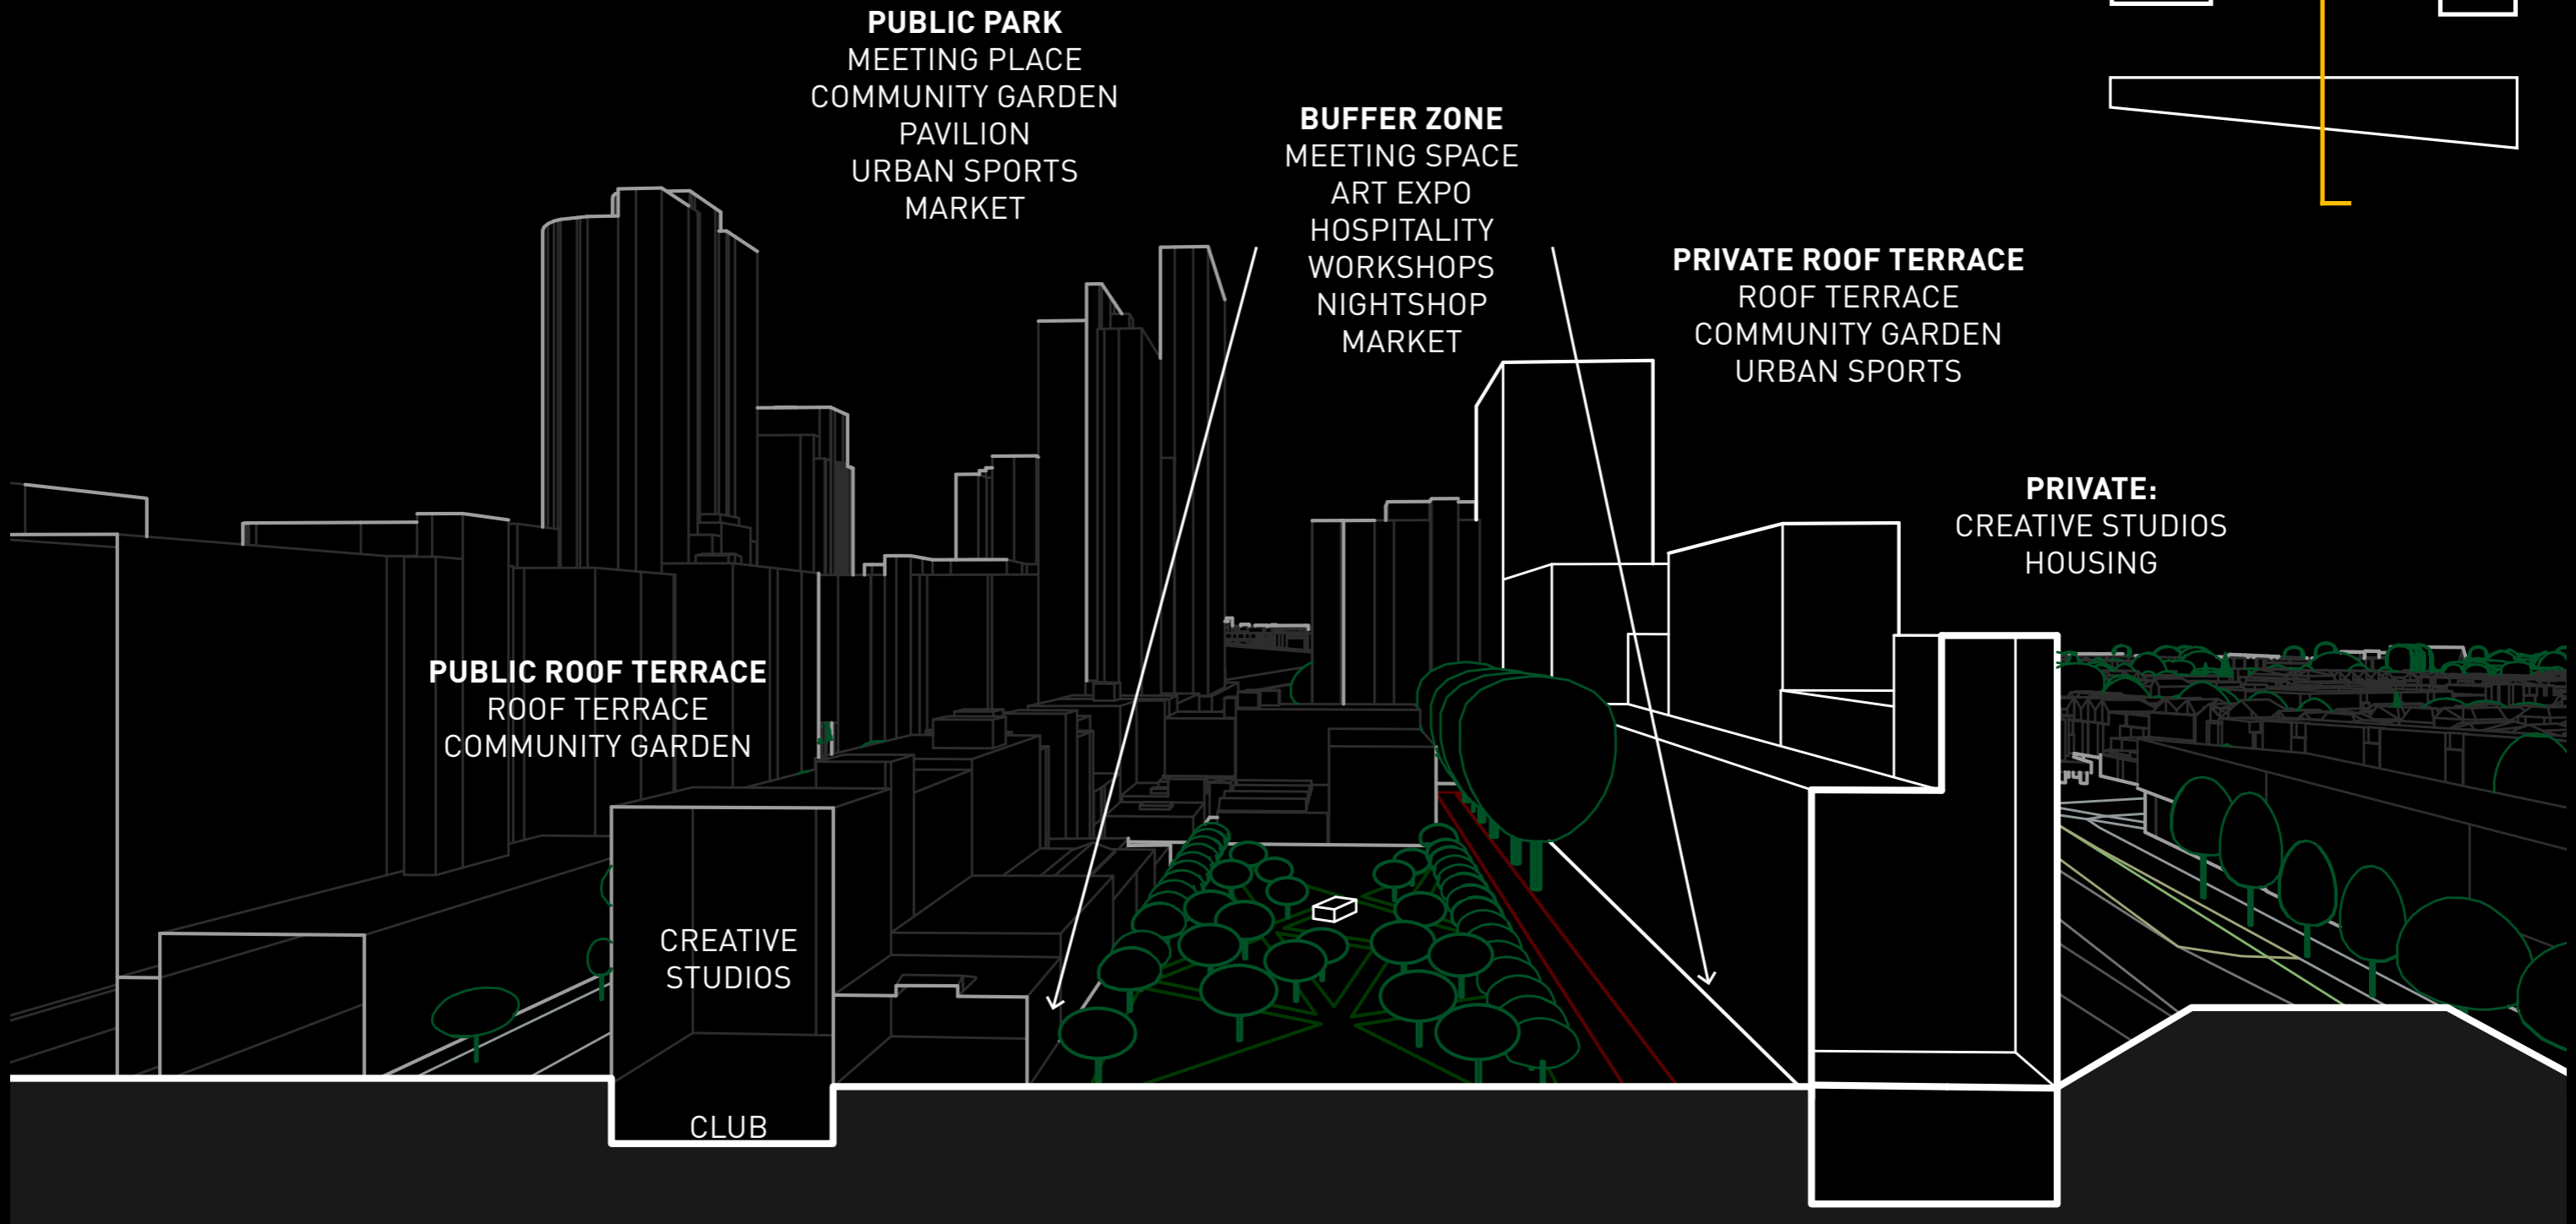 PUBLIC PARK
MEETING PLACE
COMMUNITY GARDEN
PAVILION
URBAN SPORTS
MARKET
BUFFER ZONE
MEETING SPACE
ART EXPO
HOSPITALITY
WORKSHOPS
NIGHTSHOP
MARKET
PRIVATE ROOF TERRACE
ROOF TERRACE
COMMUNITY GARDEN
URBAN SPORTS
PRIVATE:
CREATIVE STUDIOS
HOUSING
PUBLIC ROOF TERRACE
ROOF TERRACE
COMMUNITY GARDEN
CREATIVE
STUDIOS
CLUB